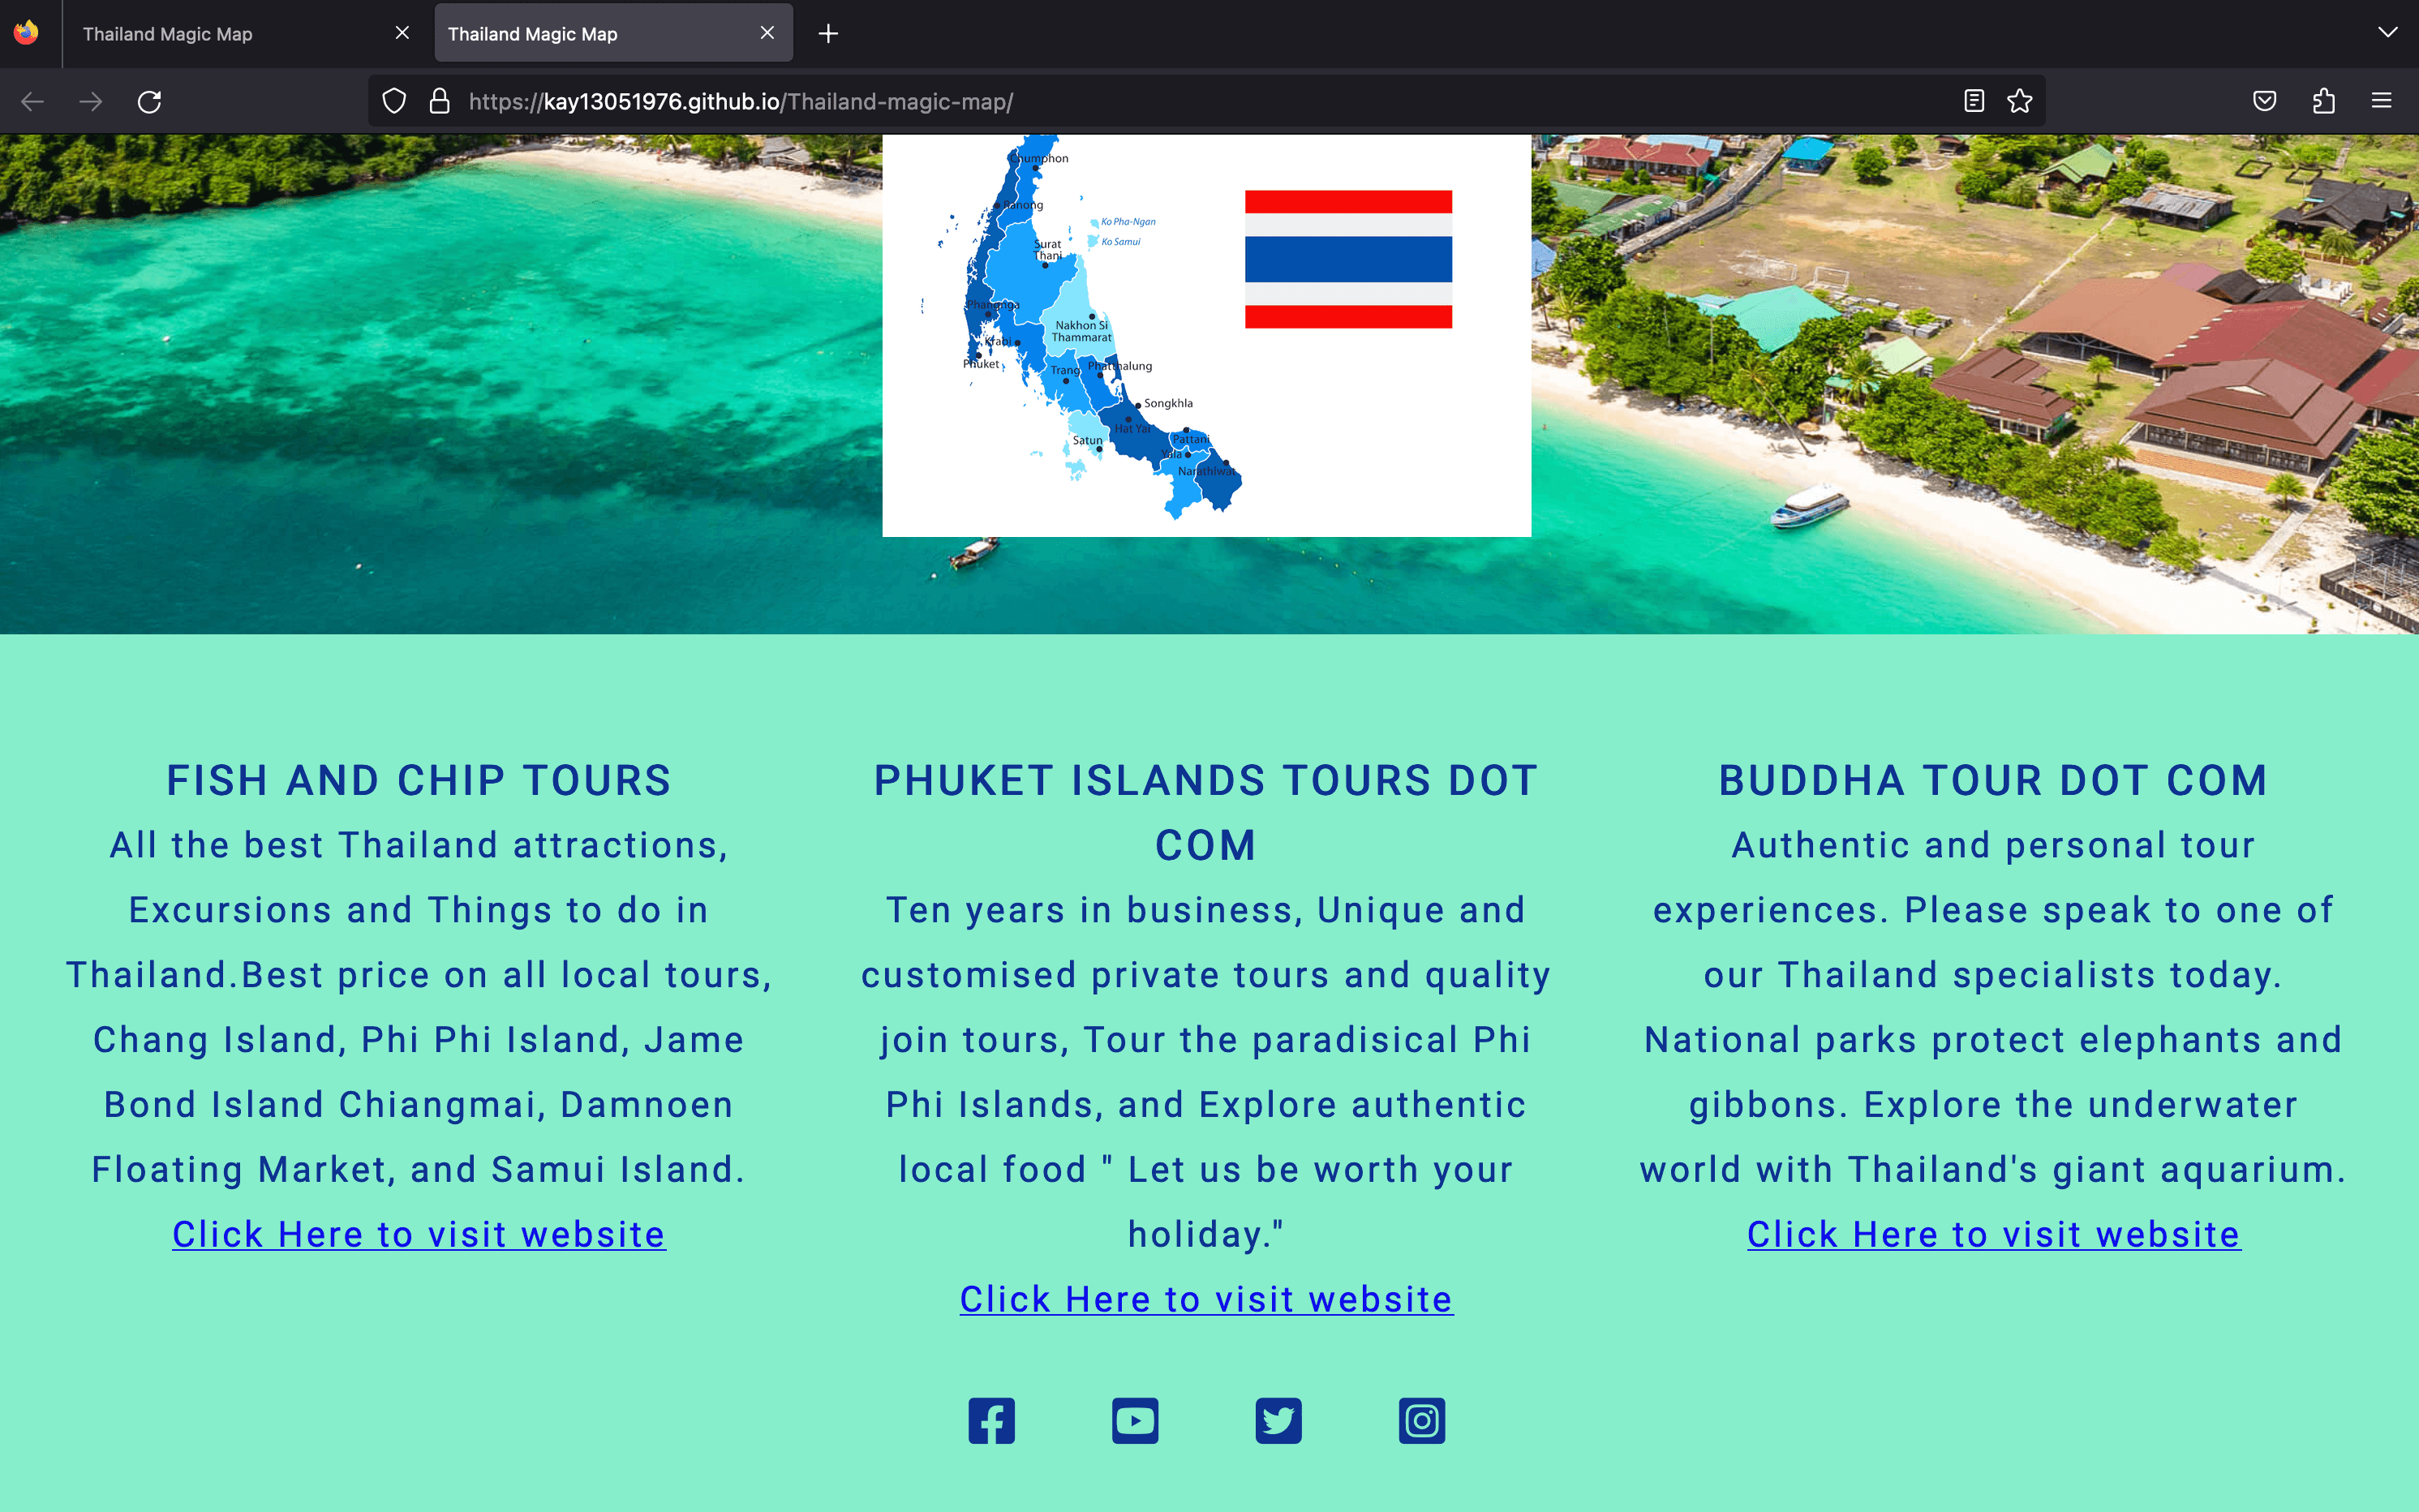 Thailand Magic Map
Thailand Magic Map
https://kay13051976.github.io/Thailand-magic-map/
Chumphon
Ranong
Ko Pha-Ngan
Ko Samui
Surat
Thani
Phangnga
Nakhon Si
Thammarat
Krabi
Phuket
Trang
Phatthalung
Songkhla
Hat Yai
Satun
Pattani
Yala
Narathiwat
FISH AND CHIP TOURS
All the best Thailand attractions,
Excursions and Things to do in
Thailand.Best price on all local tours,
Chang Island, Phi Phi Island, Jame
Bond Island Chiangmai, Damnoen
Floating Market, and Samui Island.
Click Here to visit website
PHUKET ISLANDS TOURS DOT
COM
Ten years in business, Unique and
customised private tours and quality
join tours, Tour the paradisical Phi
Phi Islands, and Explore authentic
local food " Let us be worth your
holiday."
Click Here to visit website
BUDDHA TOUR DOT COM
Authentic and personal tour
experiences. Please speak to one of
our Thailand specialists today.
National parks protect elephants and
gibbons. Explore the underwater
world with Thailand's giant aquarium.
Click Here to visit website